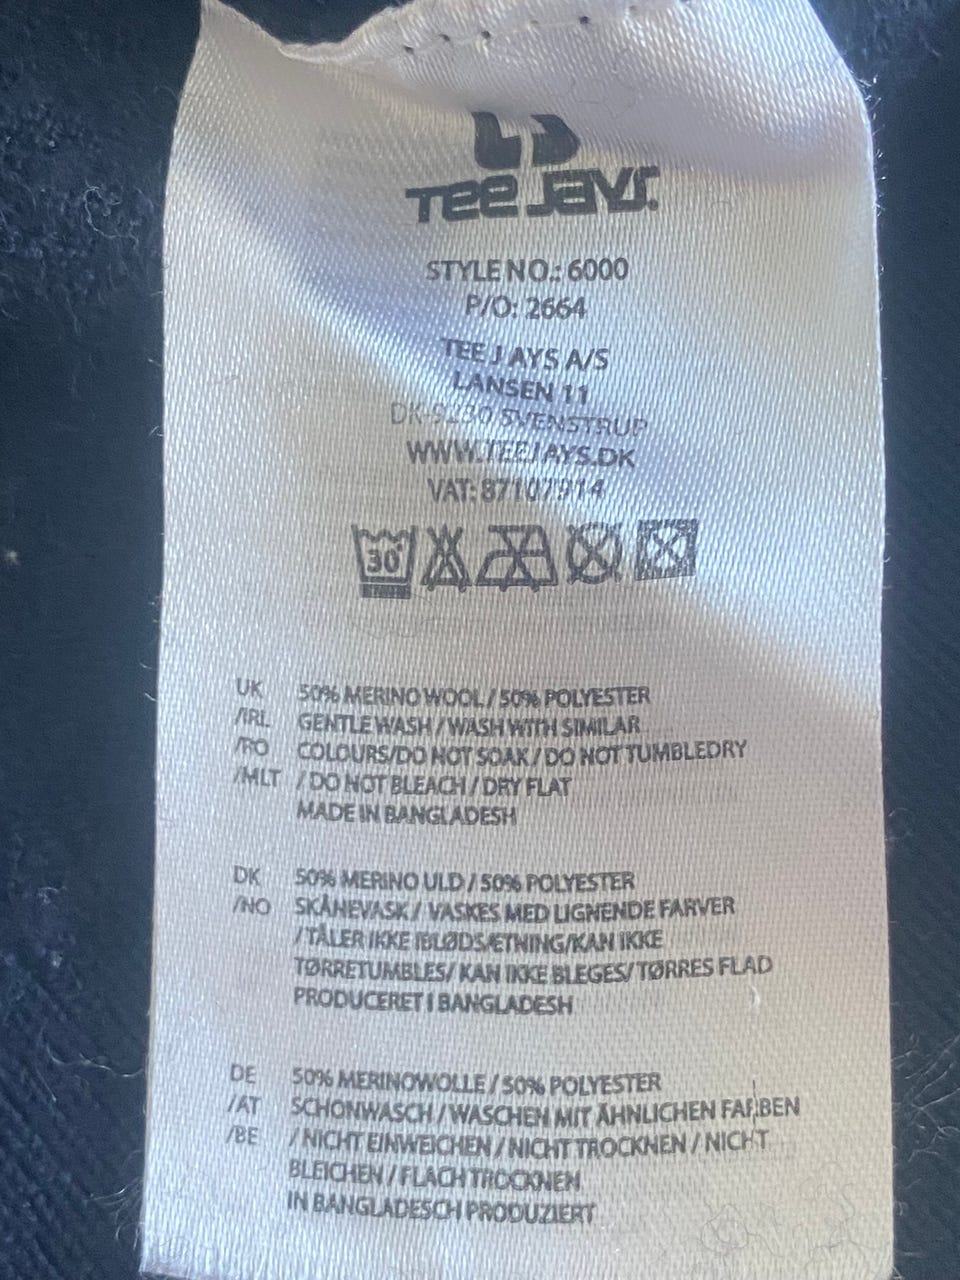 Tee Jays.
STYLE NO.: 6000
P/O: 2664
TEE JAYS A/S
LANSEN 11
DK-9230 SVENSTRUP
WWW.TEEJAYS.DK
VAT: 87107914
30
UK 50% MERINO WOOL / 50% POLYESTER
/IRL GENTLE WASH / WASH WITH SIMILAR
/RO COLOURS/DO NOT SOAK / DO NOT TUMBLEDRY
/MLT / DO NOT BLEACH / DRY FLAT
MADE IN BANGLADESH
DK 50% MERINO ULD / 50% POLYESTER
/NO SKÅNEVASK / VASKES MED LIGNENDE FARVER
/TÅLER IKKE IBLØDSÆTNING/KAN IKKE
TØRRETUMBLES/ KAN IKKE BLEGES/ TØRRES FLAD
PRODUCERET I BANGLADESH
DE 50% MERINOWOLLE / 50% POLYESTER
/AT SCHONWASCH / WASCHEN MIT ÄHNLICHEN FARBEN
/BE / NICHT EINWEICHEN / NICHT TROCKNEN / NICHT
BLEICHEN / FLACH TROCKNEN
IN BANGLADESCH PRODUZIERT